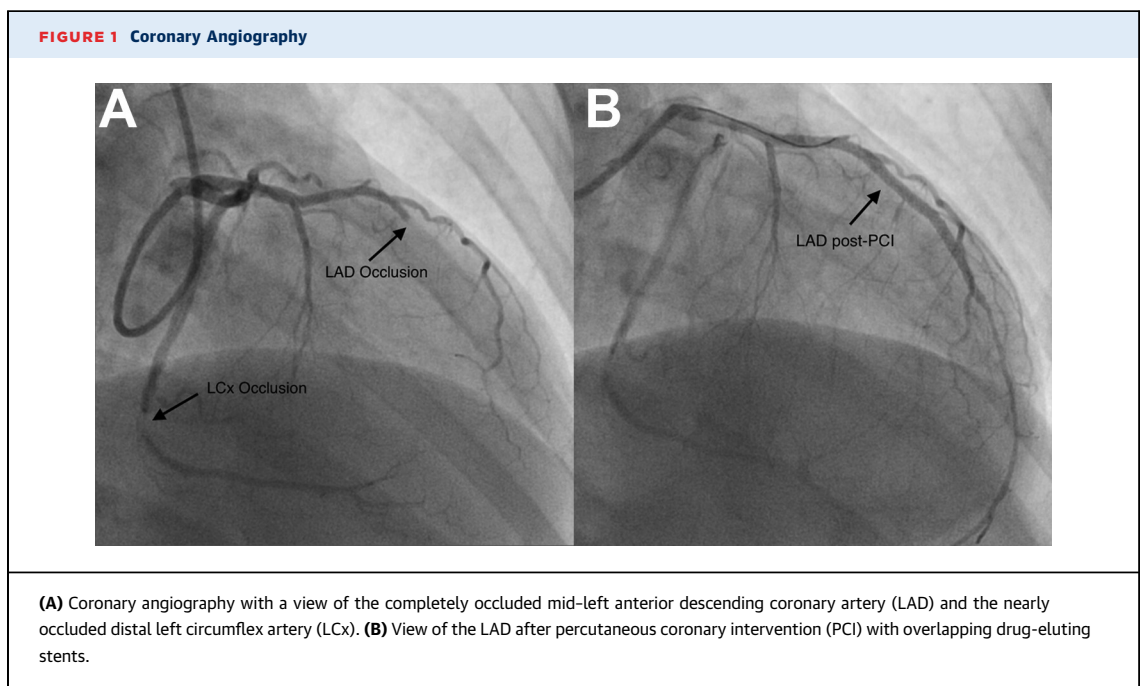 FIGURE 1 Coronary Angiography
A
B
LAD post-PCI
LAD Occlusion
LCx Occlusion
(A) Coronary angiography with a view of the completely occluded mid-left anterior descending coronary artery (LAD) and the nearly
occluded distal left circumflex artery (LCx). (B) View of the LAD after percutaneous coronary intervention (PCI) with overlapping drug-eluting
stents.